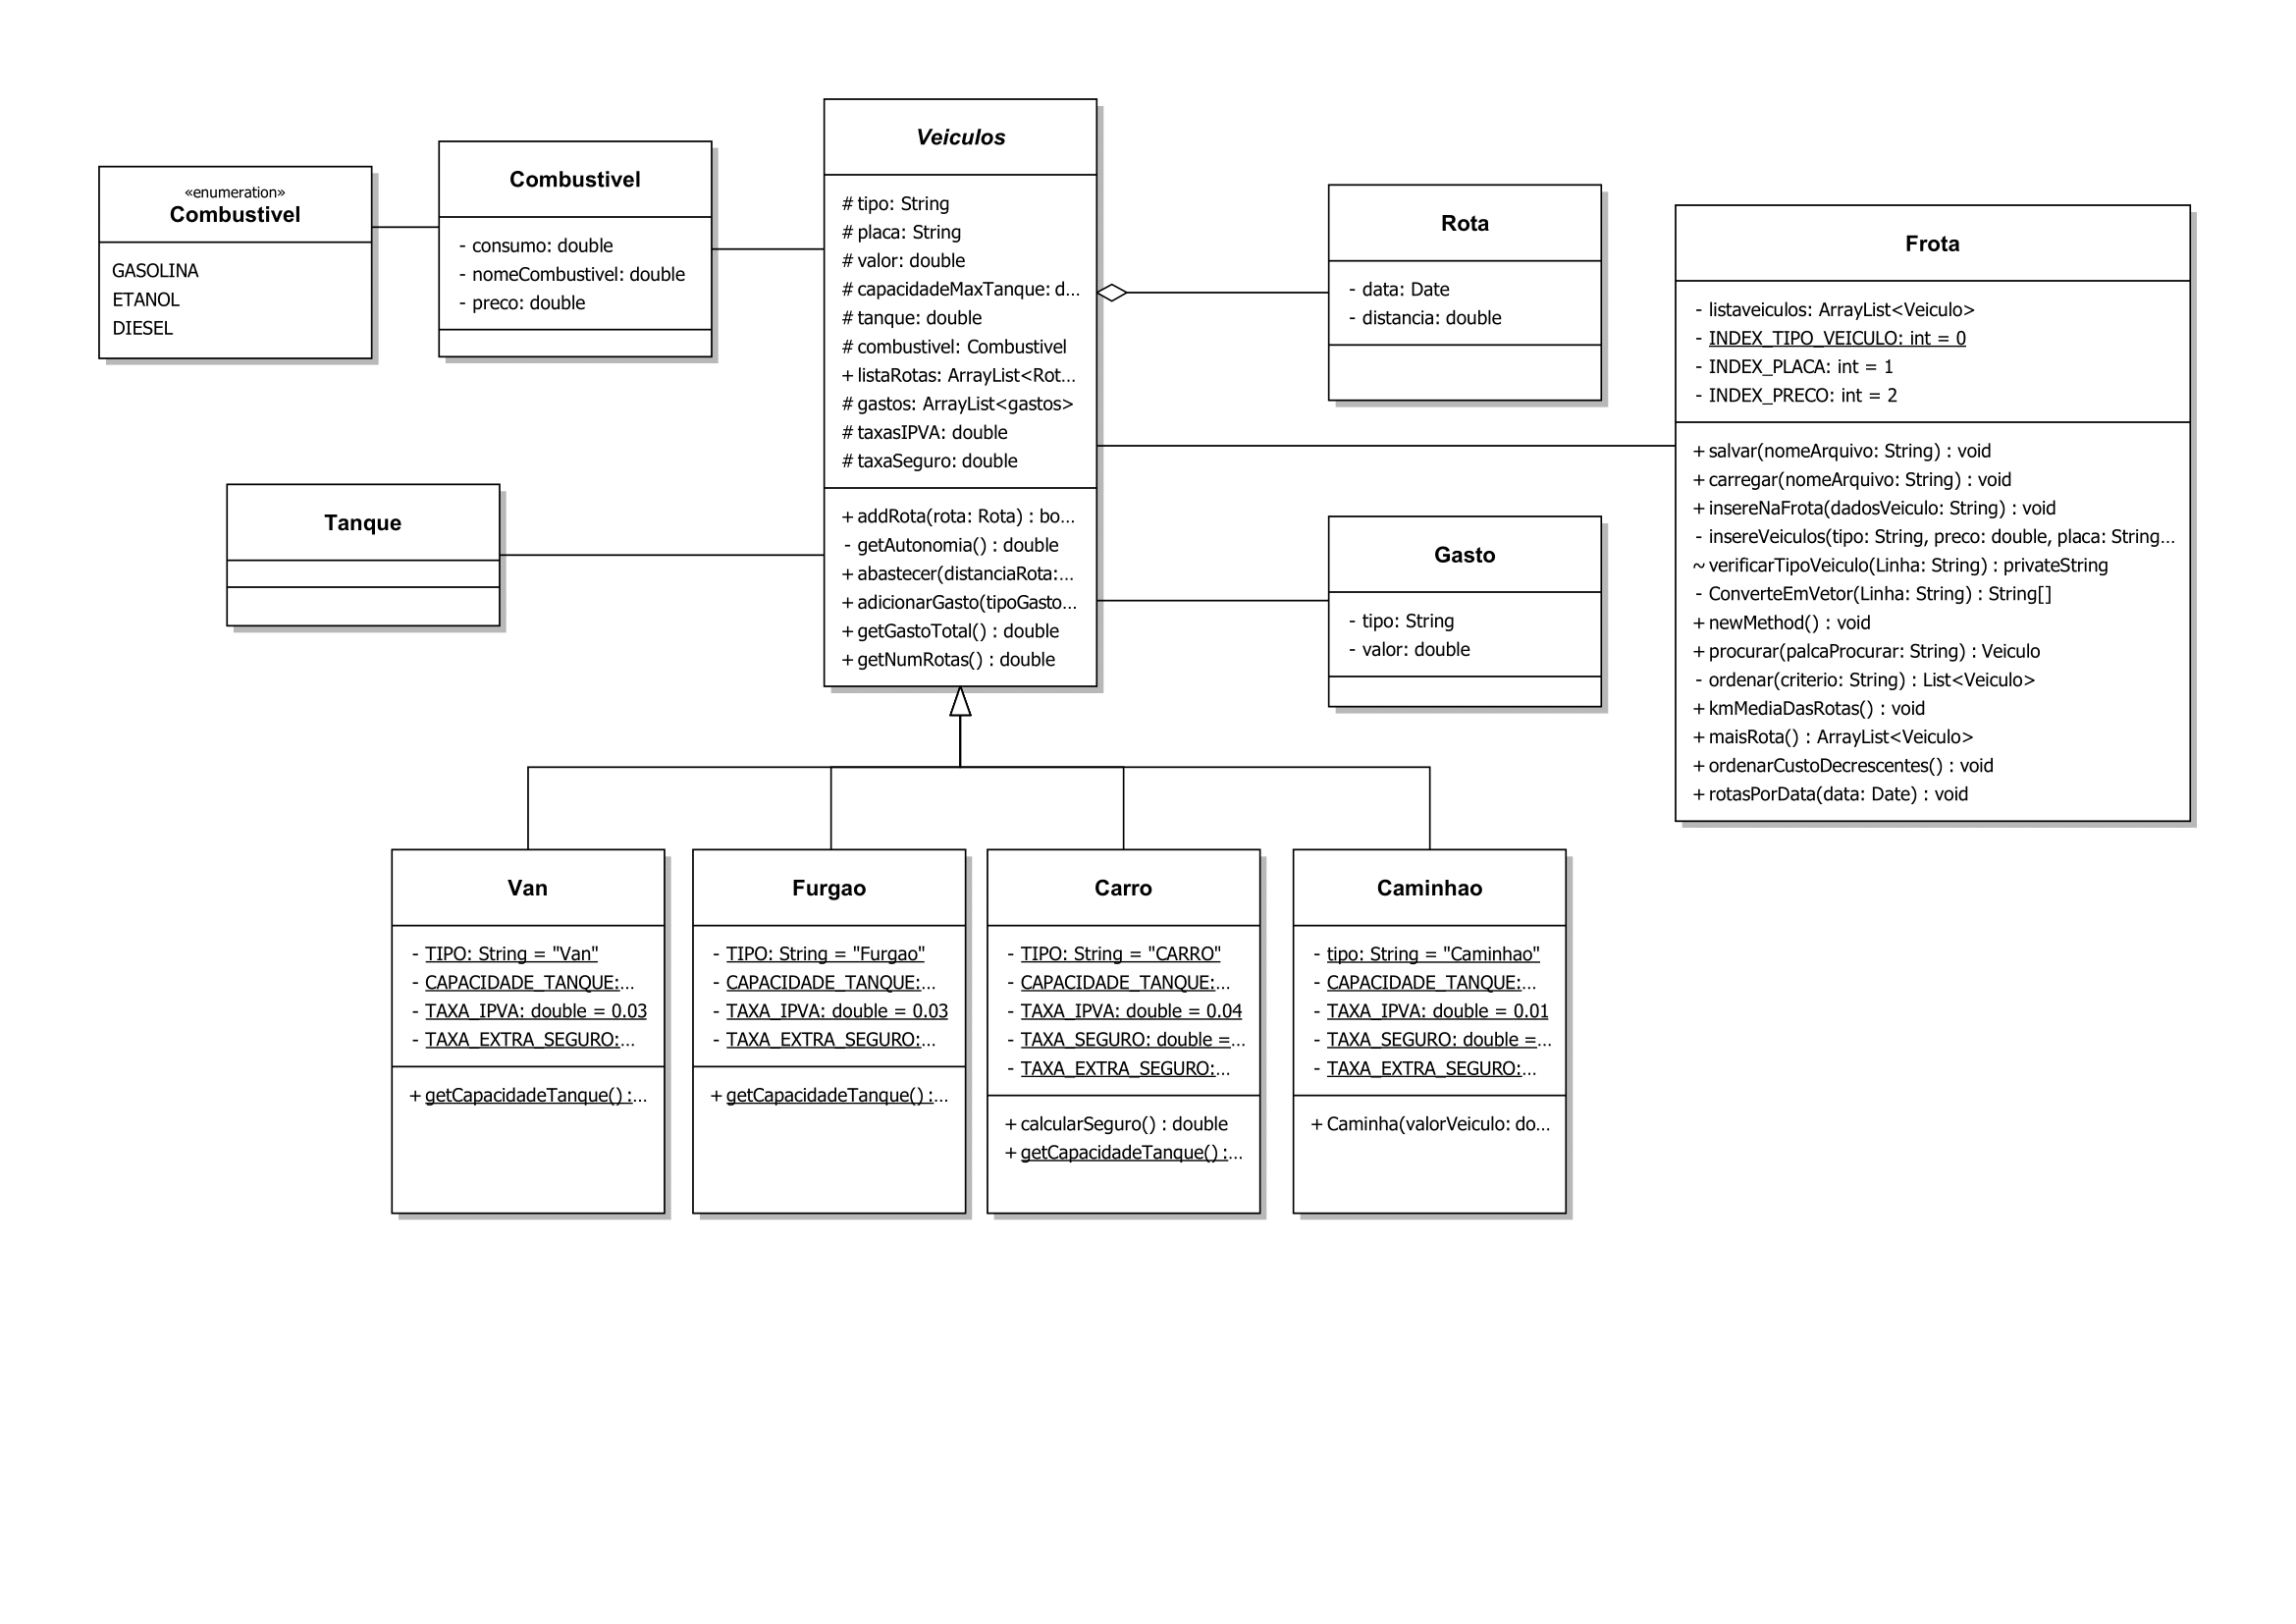 «enumeration»
Combustivel
GASOLINA
ETANOL
DIESEL
Combustivel
- consumo: double
- nomeCombustivel: double
- preco: double
Veiculos
# tipo: String
# placa: String
# valor: double
# capacidadeMaxTanque: d...
# tanque: double
# combustivel: Combustivel
+ listaRotas: ArrayList<Rot...
# gastos: ArrayList<gastos>
# taxasIPVA: double
# taxaSeguro: double
+ addRota(rota: Rota) : bo...
- getAutonomia() : double
+ abastecer(distanciaRota:...
+ adicionarGasto(tipoGasto...
+ getGastoTotal() : double
+ getNumRotas() : double
Rota
- data: Date
- distancia: double
Frota
- listaveiculos: ArrayList<Veiculo>
- INDEX_TIPO_VEICULO: int = 0
- INDEX_PLACA: int = 1
- INDEX_PRECO: int = 2
+ salvar(nomeArquivo: String) : void
+ carregar(nomeArquivo: String) : void
+ insereNaFrota(dadosVeiculo: String) : void
- insereVeiculos(tipo: String, preco: double, placa: String...
~ verificarTipoVeiculo(Linha: String) : privateString
- ConverteEmVetor(Linha: String) : String[]
+ newMethod() : void
+ procurar(palcaProcurar: String) : Veiculo
- ordenar(criterio: String) : List<Veiculo>
+ kmMediaDasRotas() : void
+ maisRota() : ArrayList<Veiculo>
+ ordenarCustoDecrescentes() : void
+ rotasPorData(data: Date) : void
Tanque
Gasto
- tipo: String
- valor: double
Van
- TIPO: String = "Van"
- CAPACIDADE_TANQUE:...
- TAXA_IPVA: double = 0.03
- TAXA_EXTRA_SEGURO:...
+ getCapacidadeTanque() :...
Furgao
- TIPO: String = "Furgao"
- CAPACIDADE_TANQUE:...
- TAXA_IPVA: double = 0.03
- TAXA_EXTRA_SEGURO:...
+ getCapacidadeTanque() :...
Carro
- TIPO: String = "CARRO"
- CAPACIDADE_TANQUE:...
- TAXA_IPVA: double = 0.04
- TAXA_SEGURO: double =...
- TAXA_EXTRA_SEGURO:...
+ calcularSeguro() : double
+ getCapacidadeTanque() :...
Caminhao
- tipo: String = "Caminhao"
- CAPACIDADE_TANQUE:...
- TAXA_IPVA: double = 0.01
- TAXA_SEGURO: double =...
- TAXA_EXTRA_SEGURO:...
+ Caminha(valorVeiculo: do...